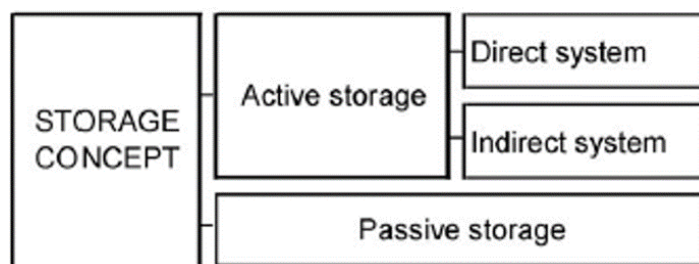 STORAGE
CONCEPT
Active storage
Direct system
Indirect system
Passive storage